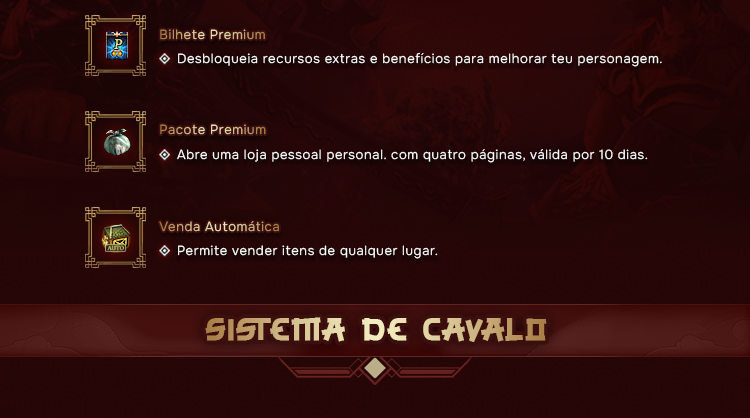 Bilhete Premium
Desbloqueia recursos extras e benefícios para melhorar teu personagem.
Pacote Premium
Abre uma loja pessoal personal. com quatro páginas, válida por 10 dias.
Venda Automática
AUTO
Permite vender itens de qualquer lugar.
SISTEMA DE CAVALO